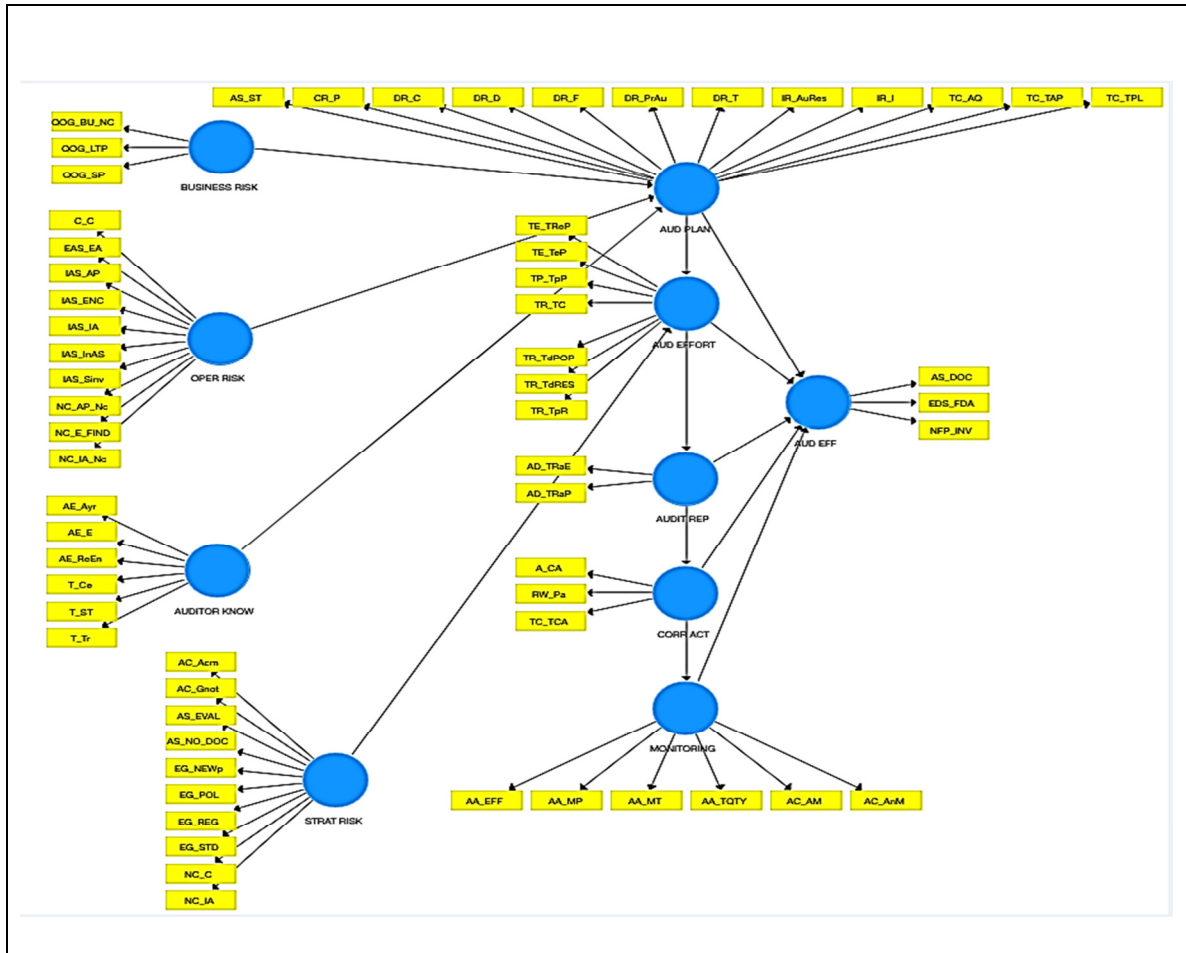 AS_ST
CR_P
DR_C
DR_D
DR_F
DR_PrAu
DR_T
IR_AuRes
IR_I
TC_AQ
TC_TAP
TC_TPL
QOG_BU_NC
QOG_LTP
QOG_SP
BUSINESS RISK
AUD PLAN
C_C
EAS_EA
IAS_AP
IAS_ENC
IAS_IA
IAS_InAS
IAS_Sinv
NC_AP_Nc
NC_E_FIND
NC_IA_Nc
OPER RISK
TE_TReP
TE_TeP
TP_TpP
TR_TC
TR_TdPOP
TR_TdRES
TR_TpR
AUD EFFORT
AS_DOC
EDS_FDA
NFP_INV
AUD EFF
AD_TRaE
AD_TRaP
AUDIT REP
AE_Ayr
AE_E
AE_ReEn
T_Ce
T_ST
T_Tr
AUDITOR KNOW
A_CA
RW_Pa
TC_TCA
CORR ACT
AC_Acm
AC_Gnot
AS_EVAL
AS_NO_DOC
EG_NEWp
EG_POL
EG_REG
EG_STD
NC_C
NC_IA
STRAT RISK
MONITORING
AA_EFF
AA_MP
AA_MT
AA_TQTY
AC_AM
AC_AnM